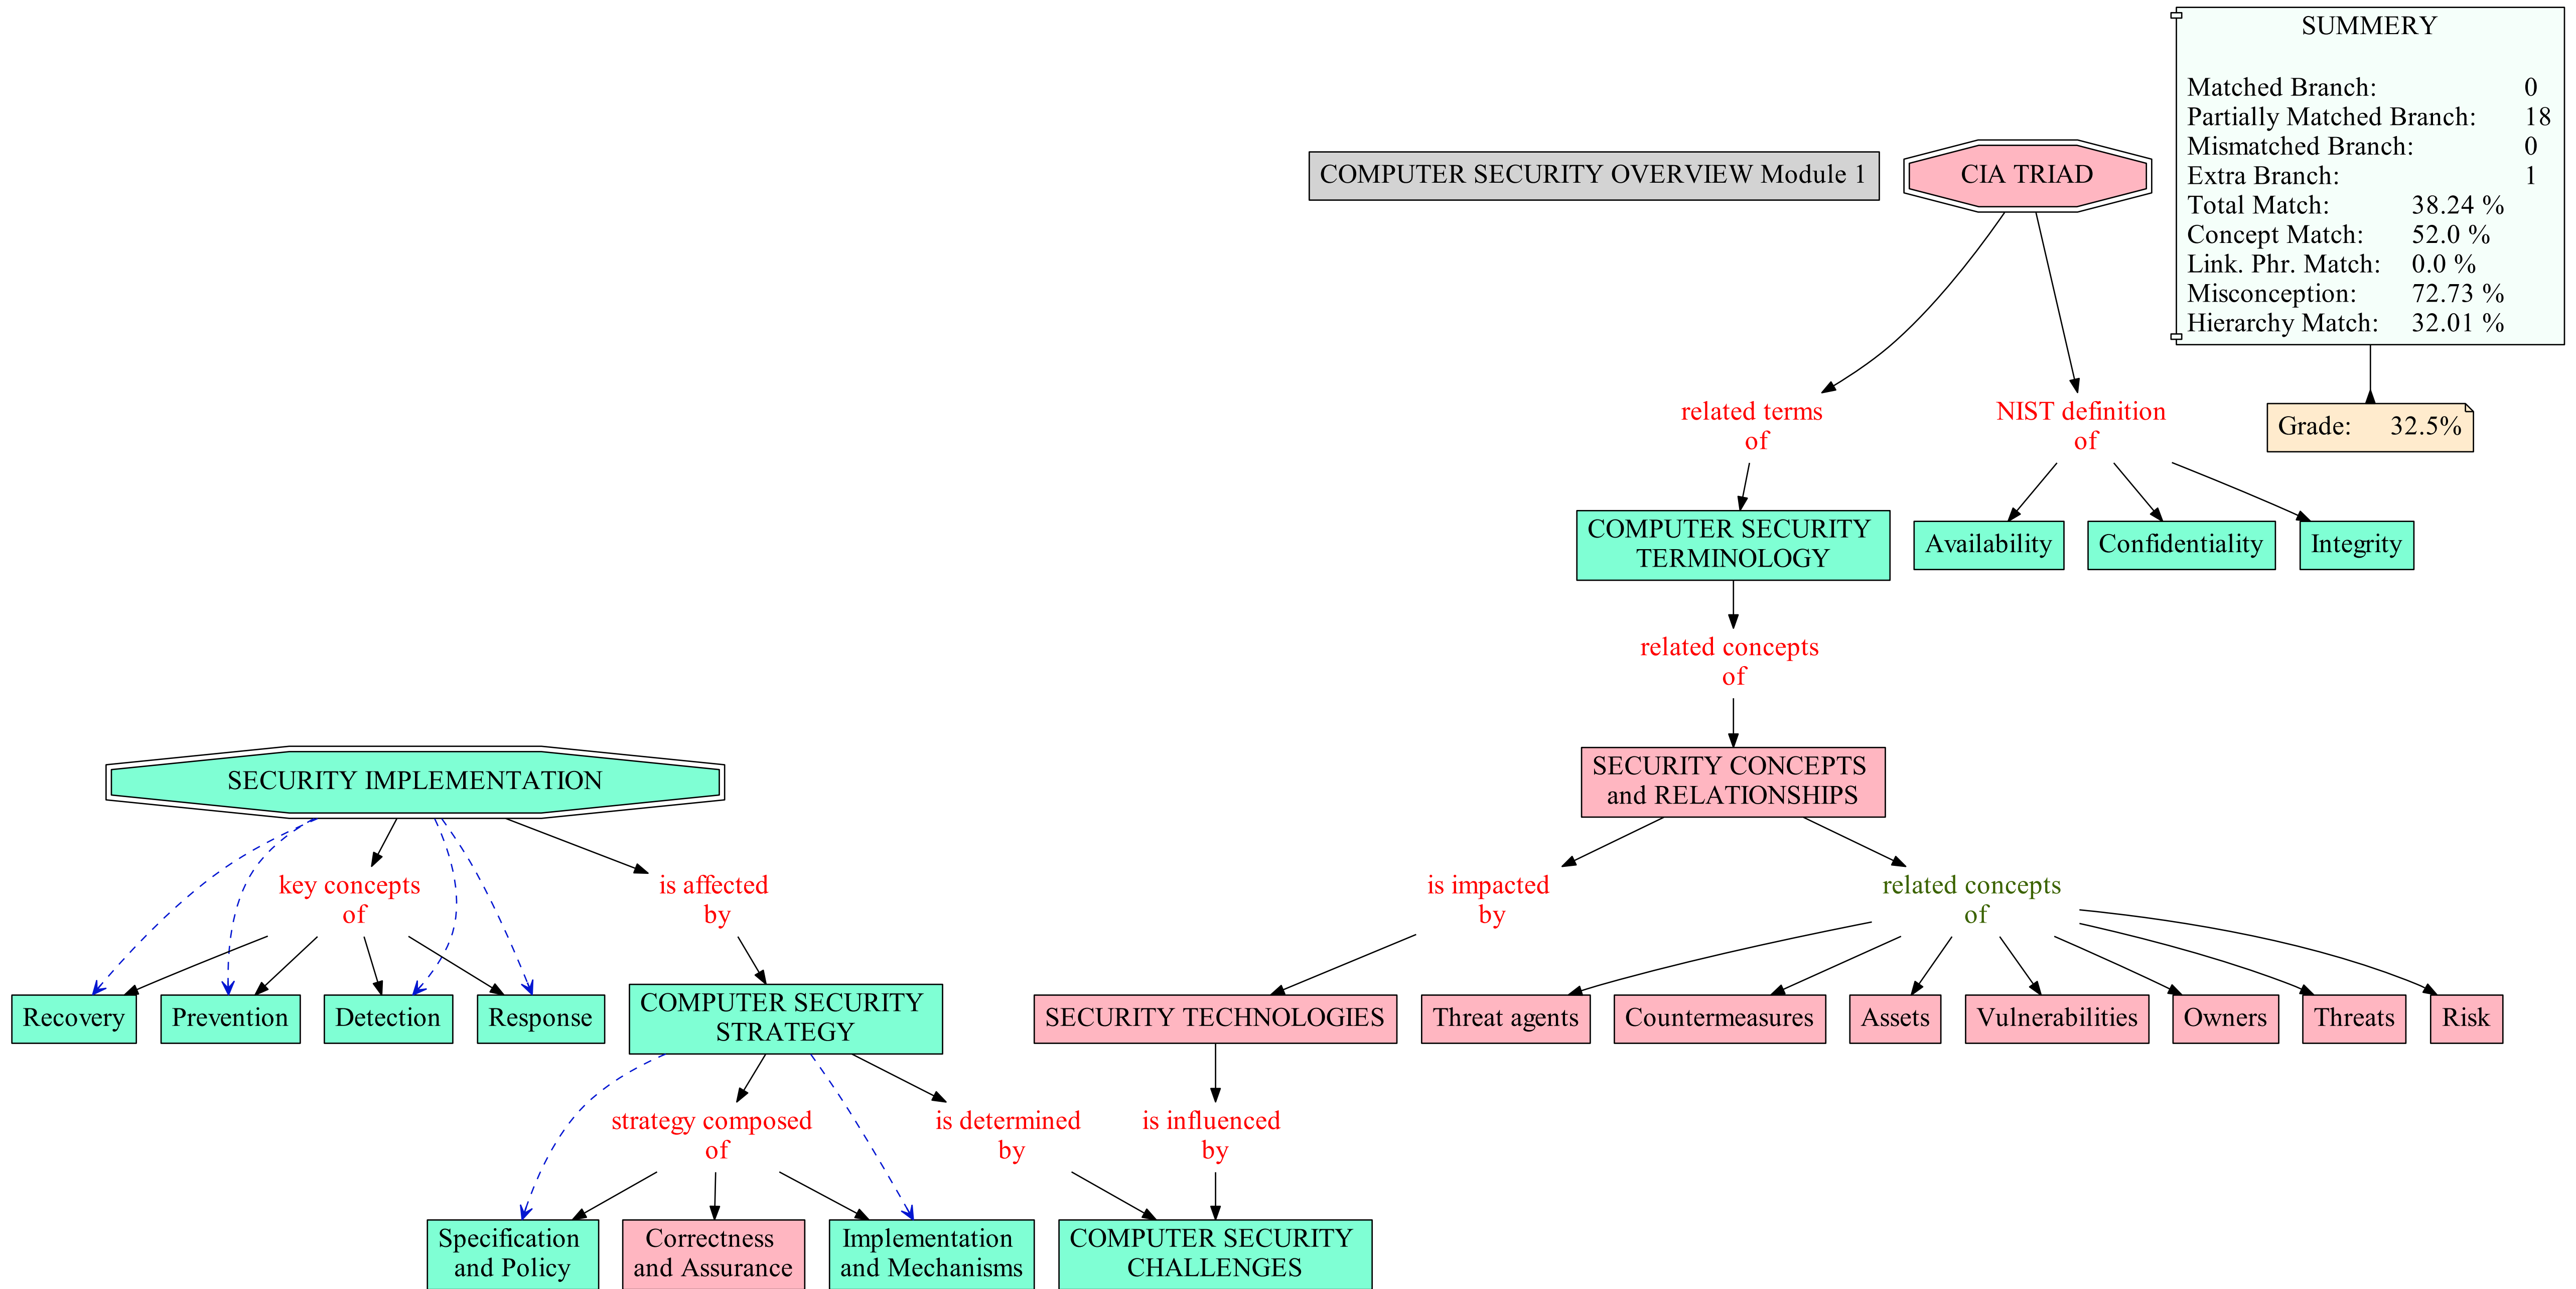 SUMMERY
Matched Branch: 0
Partially Matched Branch: 18
Mismatched Branch: 0
Extra Branch: 1
Total Match: 38.24 %
Concept Match: 52.0 %
Link. Phr. Match: 0.0 %
Misconception: 72.73 %
Hierarchy Match: 32.01 %
COMPUTER SECURITY OVERVIEW Module 1
CIA TRIAD
Grade: 32.5%
related terms
of
NIST definition
of
COMPUTER SECURITY
TERMINOLOGY
Availability
Confidentiality
Integrity
related concepts
of
SECURITY IMPLEMENTATION
SECURITY CONCEPTS
and RELATIONSHIPS
key concepts
of
is affected
by
is impacted
by
related concepts
of
Recovery
Prevention
Detection
Response
COMPUTER SECURITY
STRATEGY
SECURITY TECHNOLOGIES
Threat agents
Countermeasures
Assets
Vulnerabilities
Owners
Threats
Risk
strategy composed
of
is determined
by
is influenced
by
Specification
and Policy
Correctness
and Assurance
Implementation
and Mechanisms
COMPUTER SECURITY
CHALLENGES